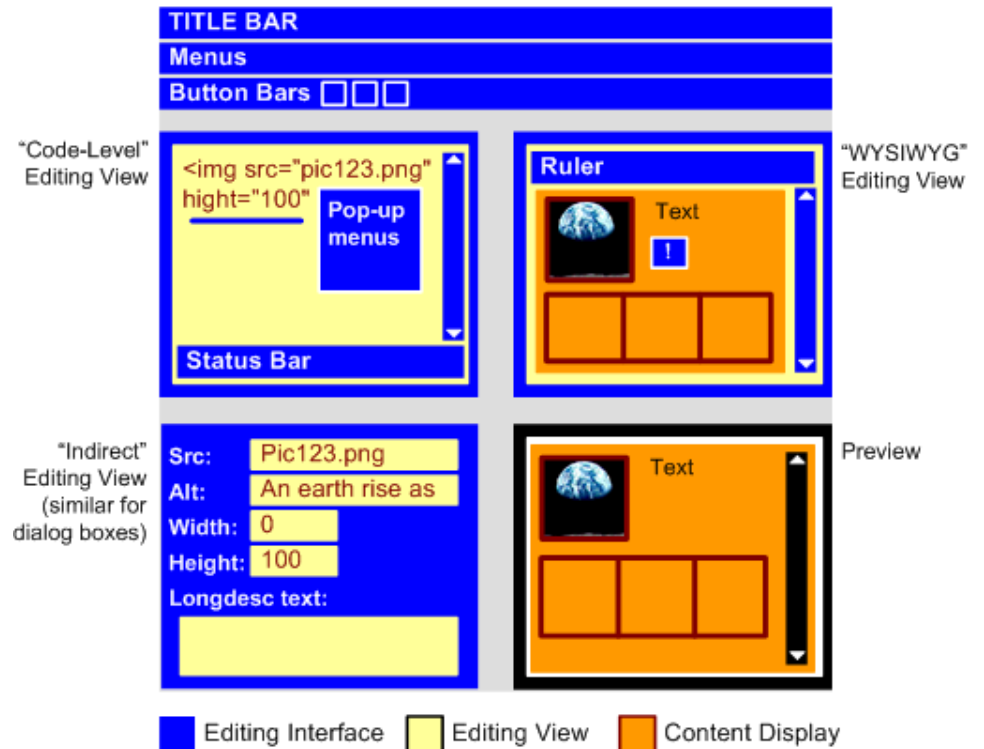 TITLE BAR
Menus
Button Bars
“Code-Level”
Editing View
<img src="pic123.png"
hight="100"
Pop-up
menus
Status Bar
“WYSIWYG”
Editing View
Ruler
Text
!
“Indirect”
Editing View
(similar for
dialog boxes)
Src:
Pic123.png
Alt:
An earth rise as
Width:
0
Height:
100
Longdesc text:
Preview
Text
Editing Interface
Editing View
Content Display